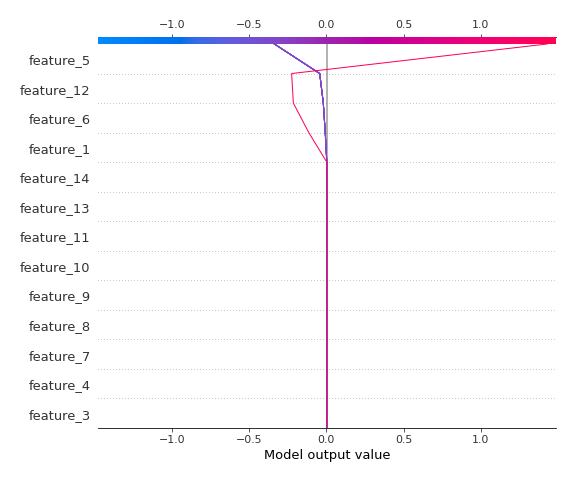 −1.0 −0.5 0.0 0.5 1.0
feature_5
feature_12
feature_6
feature_1
feature_14
feature_13
feature_11
feature_10
feature_9
feature_8
feature_7
feature_4
feature_3
−1.0 −0.5 0.0 0.5 1.0
Model output value